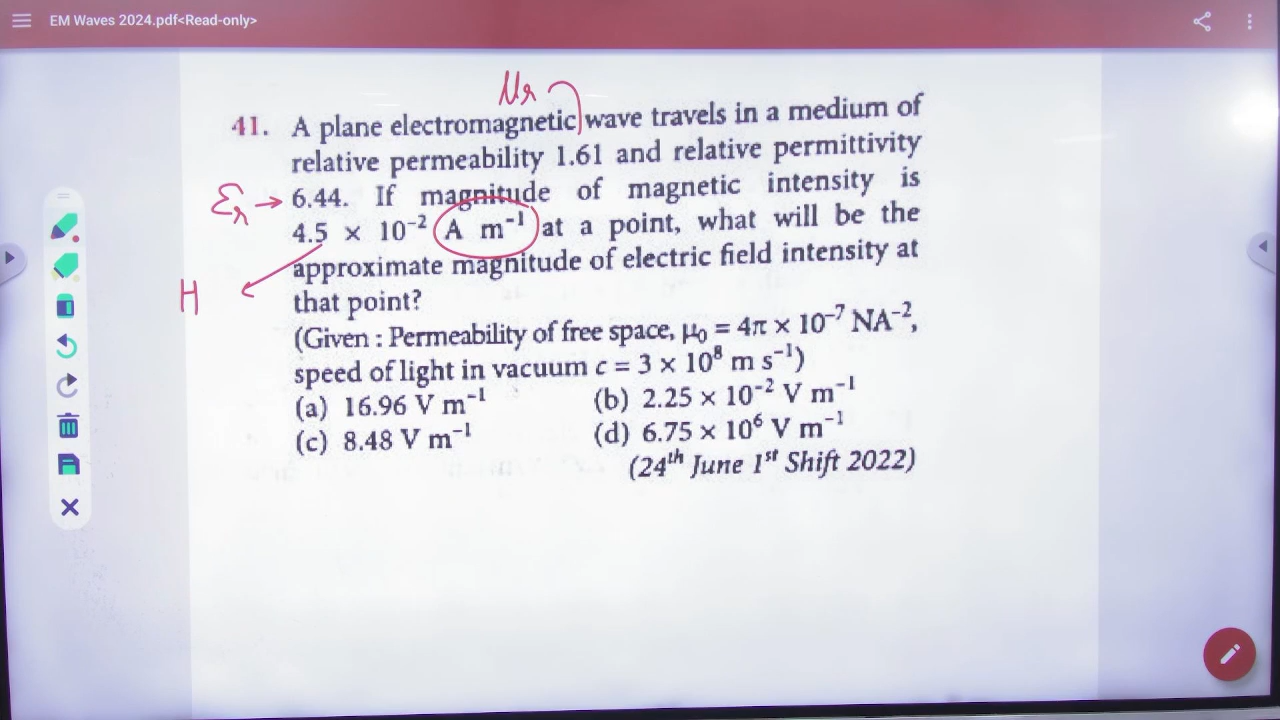 EM Waves 2024.pdf<Read-only>
μr
41. A plane electromagnetic wave travels in a medium of
relative permeability 1.61 and relative permittivity
εr → 6.44. If magnitude of magnetic intensity is
4.5 × 10⁻² A m⁻¹ at a point, what will be the
approximate magnitude of electric field intensity at
H
that point?
(Given : Permeability of free space, μ₀ = 4π × 10⁻⁷ NA⁻²,
speed of light in vacuum c = 3 × 10⁸ m s⁻¹)
(a) 16.96 V m⁻¹ (b) 2.25 × 10⁻² V m⁻¹
(c) 8.48 V m⁻¹ (d) 6.75 × 10⁶ V m⁻¹
(24th June 1st Shift 2022)